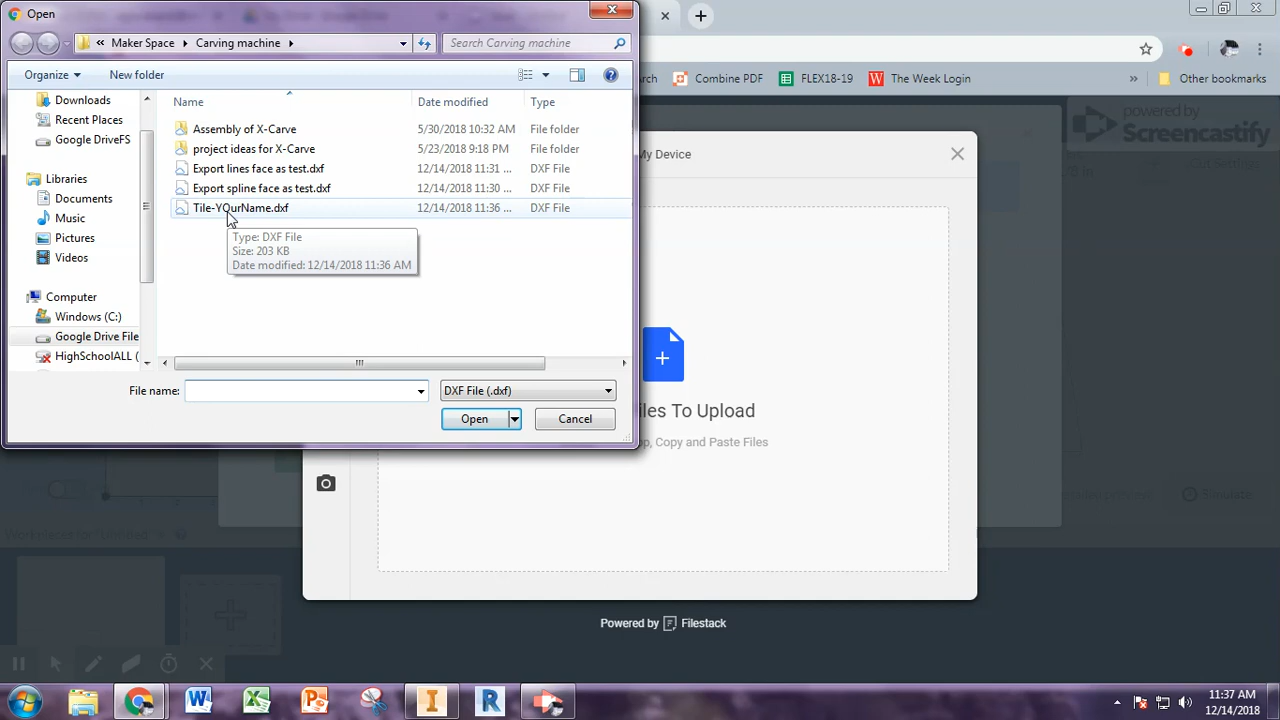 Open
« Maker Space ▸ Carving machine ▸
Search Carving machine
Organize
New folder
Name
Date modified
Type
Downloads
Recent Places
Google DriveFS
Libraries
Documents
Music
Pictures
Videos
Computer
Windows (C:)
Google Drive File
HighSchoolALL (
Assembly of X-Carve 5/30/2018 10:32 AM File folder
project ideas for X-Carve 5/23/2018 9:18 PM File folder
Export lines face as test.dxf 12/14/2018 11:31 ... DXF File
Export spline face as test.dxf 12/14/2018 11:30 ... DXF File
Tile-YOurName.dxf 12/14/2018 11:36 ... DXF File
Type: DXF File
Size: 203 KB
Date modified: 12/14/2018 11:36 AM
File name:
DXF File (.dxf)
Open
Cancel
Combine PDF
FLEX18-19
The Week Login
»
Other bookmarks
powered by
Screencastify
Cut Settings
My Device
Files To Upload
p, Copy and Paste Files
Simulate
Workpieces for "Untitled"
Powered by Filestack
11:37 AM
12/14/2018